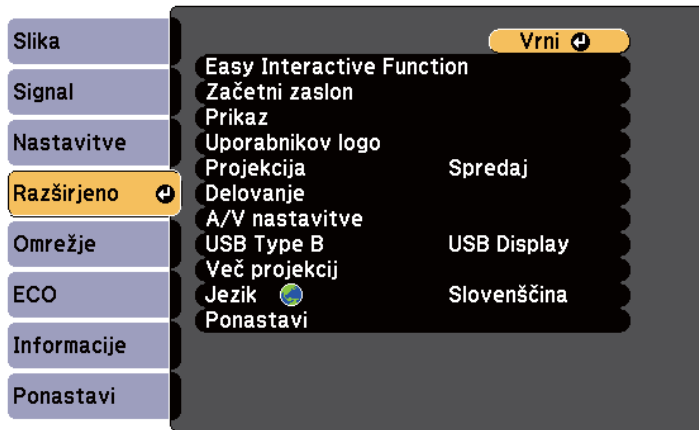 Slika
Signal
Nastavitve
Razširjeno
Omrežje
ECO
Informacije
Ponastavi
Vrni
Easy Interactive Function
Začetni zaslon
Prikaz
Uporabnikov logo
Projekcija Spredaj
Delovanje
A/V nastavitve
USB Type B USB Display
Več projekcij
Jezik Slovenščina
Ponastavi